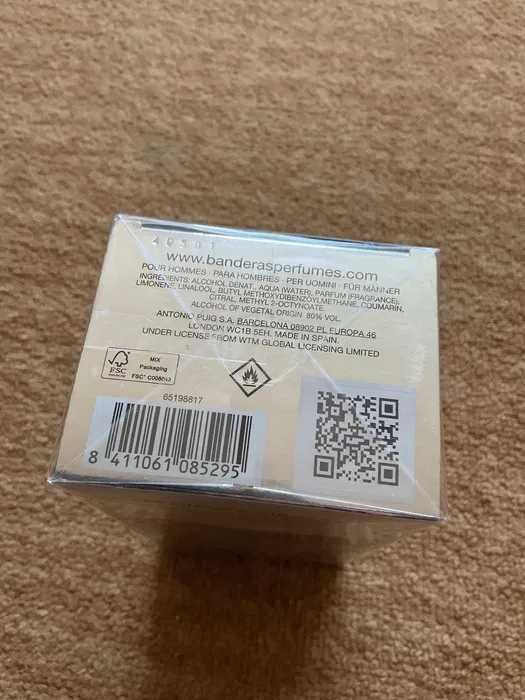 40301
www.banderasperfumes.com
POUR HOMMES · PARA HOMBRES · PER UOMINI · FÜR MÄNNER
INGREDIENTS: ALCOHOL DENAT., AQUA (WATER), PARFUM (FRAGRANCE),
LIMONENE, LINALOOL, BUTYL METHOXYDIBENZOYLMETHANE, COUMARIN,
CITRAL, METHYL 2-OCTYNOATE.
ALCOHOL OF VEGETAL ORIGIN. 80% VOL.
ANTONIO PUIG S.A. BARCELONA 08902 PL EUROPA 46
LONDON WC1B 5EH. MADE IN SPAIN.
UNDER LICENSE FROM WTM GLOBAL LICENSING LIMITED
FSC
MIX
Packaging
FSC®
65198817
8 411061 085295